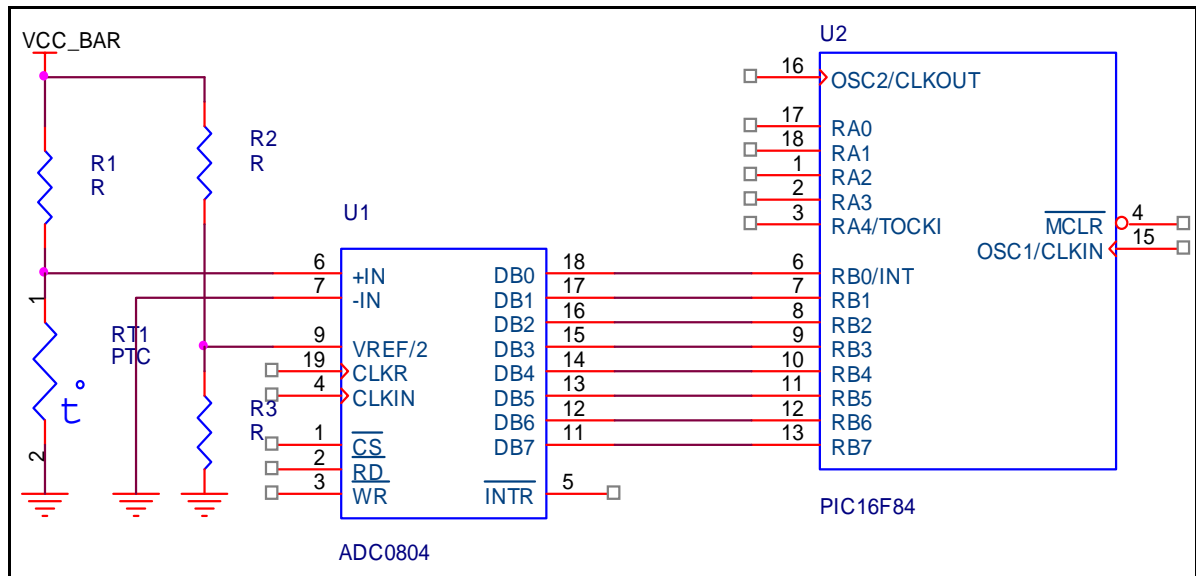 VCC_BAR
R1
R
R2
R
1
RT1
PTC
t°
2
R3
R
U1
6 +IN
7 -IN
9 VREF/2
19 CLKR
4 CLKIN
1 CS
2 RD
3 WR
DB0 18
DB1 17
DB2 16
DB3 15
DB4 14
DB5 13
DB6 12
DB7 11
INTR 5
ADC0804
U2
16 OSC2/CLKOUT
17 RA0
18 RA1
1 RA2
2 RA3
3 RA4/TOCKI
6 RB0/INT
7 RB1
8 RB2
9 RB3
10 RB4
11 RB5
12 RB6
13 RB7
MCLR 4
OSC1/CLKIN 15
PIC16F84